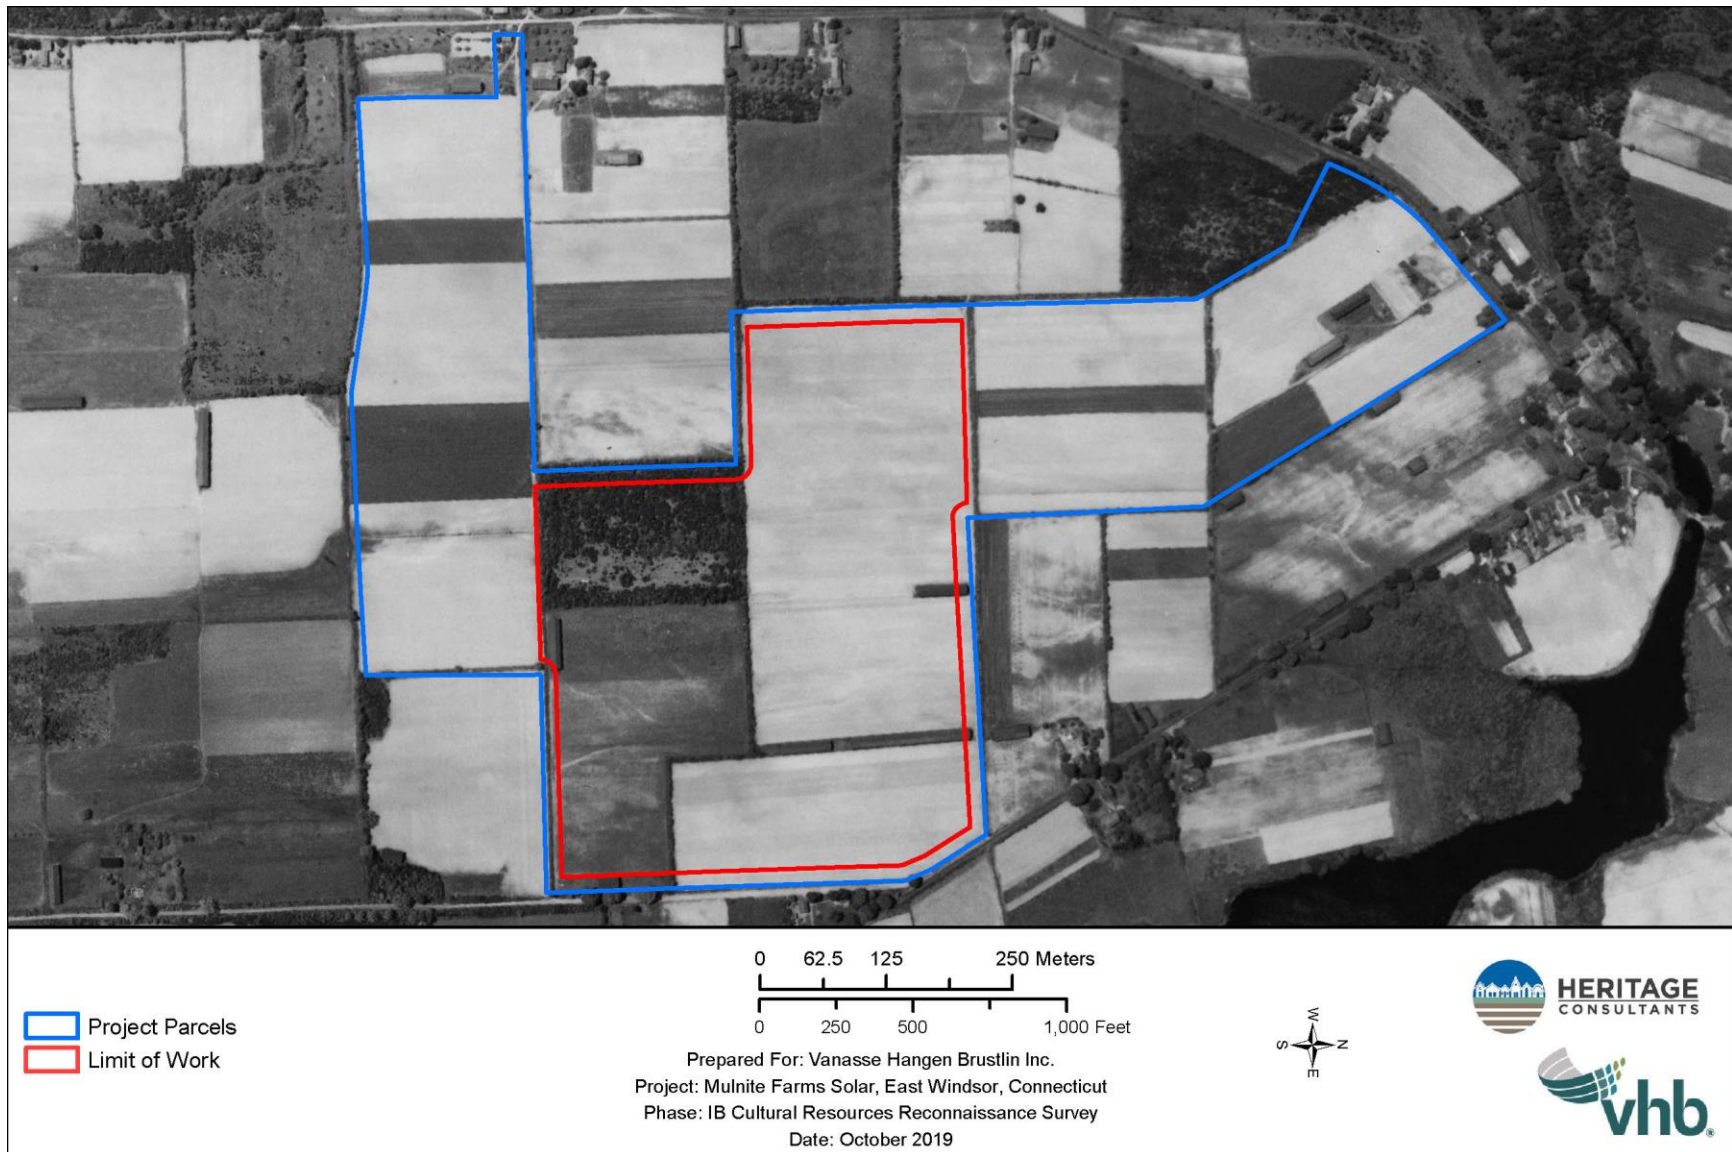 Project Parcels
Limit of Work
0 62.5 125 250 Meters
0 250 500 1,000 Feet
Prepared For: Vanasse Hangen Brustlin Inc.
Project: Mulnite Farms Solar, East Windsor, Connecticut
Phase: IB Cultural Resources Reconnaissance Survey
Date: October 2019
W
S N
E
HERITAGE
CONSULTANTS
vhb®